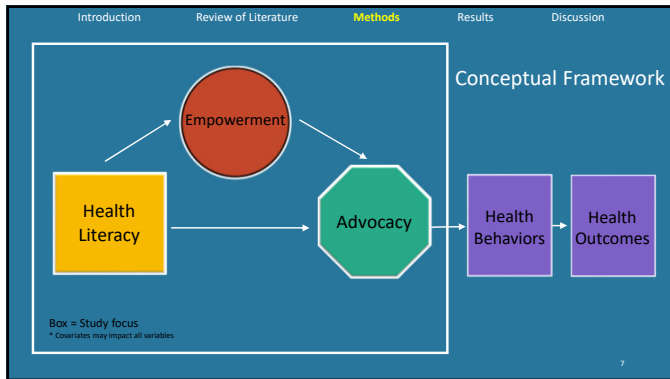 Introduction
Review of Literature
Methods
Results
Discussion
Conceptual Framework
Empowerment
Health
Literacy
Advocacy
Health
Behaviors
Health
Outcomes
Box = Study focus
* Covariates may impact all variables
7